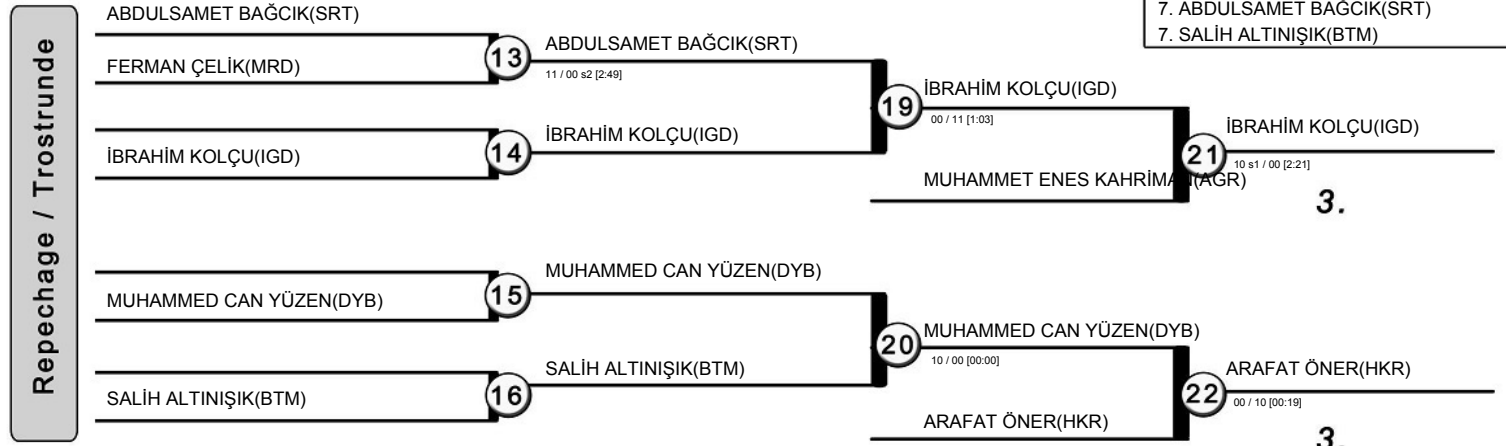 7. ABDULSAMET BAĞCIK(SRT)
7. SALİH ALTINIŞIK(BTM)
Repechage / Trostrunde
ABDULSAMET BAĞCIK(SRT)
FERMAN ÇELİK(MRD)
13
ABDULSAMET BAĞCIK(SRT)
11 / 00 s2 [2:49]
İBRAHİM KOLÇU(IGD)
14
İBRAHİM KOLÇU(IGD)
19
İBRAHİM KOLÇU(IGD)
00 / 11 [1:03]
MUHAMMET ENES KAHRİMAN(AGR)
21
İBRAHİM KOLÇU(IGD)
10 s1 / 00 [2:21]
3.
MUHAMMED CAN YÜZEN(DYB)
15
MUHAMMED CAN YÜZEN(DYB)
SALİH ALTINIŞIK(BTM)
16
SALİH ALTINIŞIK(BTM)
20
MUHAMMED CAN YÜZEN(DYB)
10 / 00 [00:00]
ARAFAT ÖNER(HKR)
22
ARAFAT ÖNER(HKR)
00 / 10 [00:19]
3.